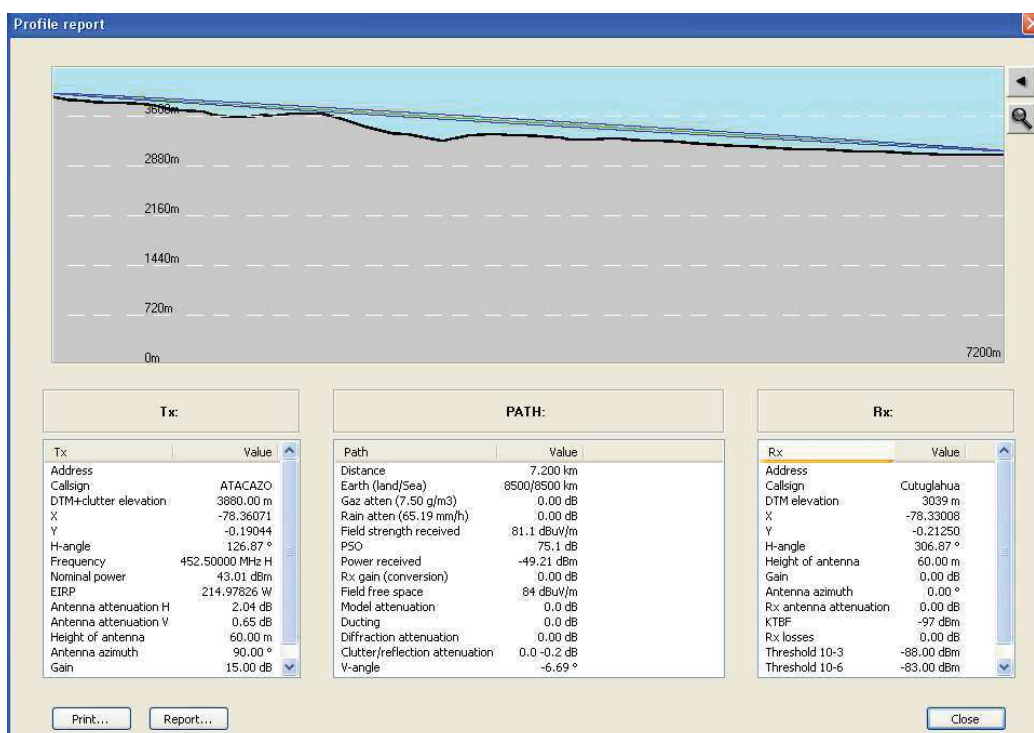 Profile report
3600m
2880m
2160m
1440m
720m
0m
7200m
Tx:
PATH:
Rx:
Tx Value
Address
Callsign ATACAZO
DTM+clutter elevation 3880.00 m
X -78.36071
Y -0.19044
H-angle 126.87 °
Frequency 452.50000 MHz H
Nominal power 43.01 dBm
EIRP 214.97826 W
Antenna attenuation H 2.04 dB
Antenna attenuation V 0.65 dB
Height of antenna 60.00 m
Antenna azimuth 90.00 °
Gain 15.00 dB
Path Value
Distance 7.200 km
Earth (land/Sea) 8500/8500 km
Gaz atten (7.50 g/m3) 0.00 dB
Rain atten (65.19 mm/h) 0.00 dB
Field strength received 81.1 dBuV/m
PSO 75.1 dB
Power received -49.21 dBm
Rx gain (conversion) 0.00 dB
Field free space 84 dBuV/m
Model attenuation 0.0 dB
Ducting 0.0 dB
Diffraction attenuation 0.00 dB
Clutter/reflection attenuation 0.0 -0.2 dB
V-angle -6.69 °
Rx Value
Address
Callsign Cutuglahua
DTM elevation 3039 m
X -78.33008
Y -0.21250
H-angle 306.87 °
Height of antenna 60.00 m
Gain 0.00 dB
Antenna azimuth 0.00 °
Rx antenna attenuation 0.00 dB
KTBF -97 dBm
Rx losses 0.00 dB
Threshold 10-3 -88.00 dBm
Threshold 10-6 -83.00 dBm
Print...
Report...
Close